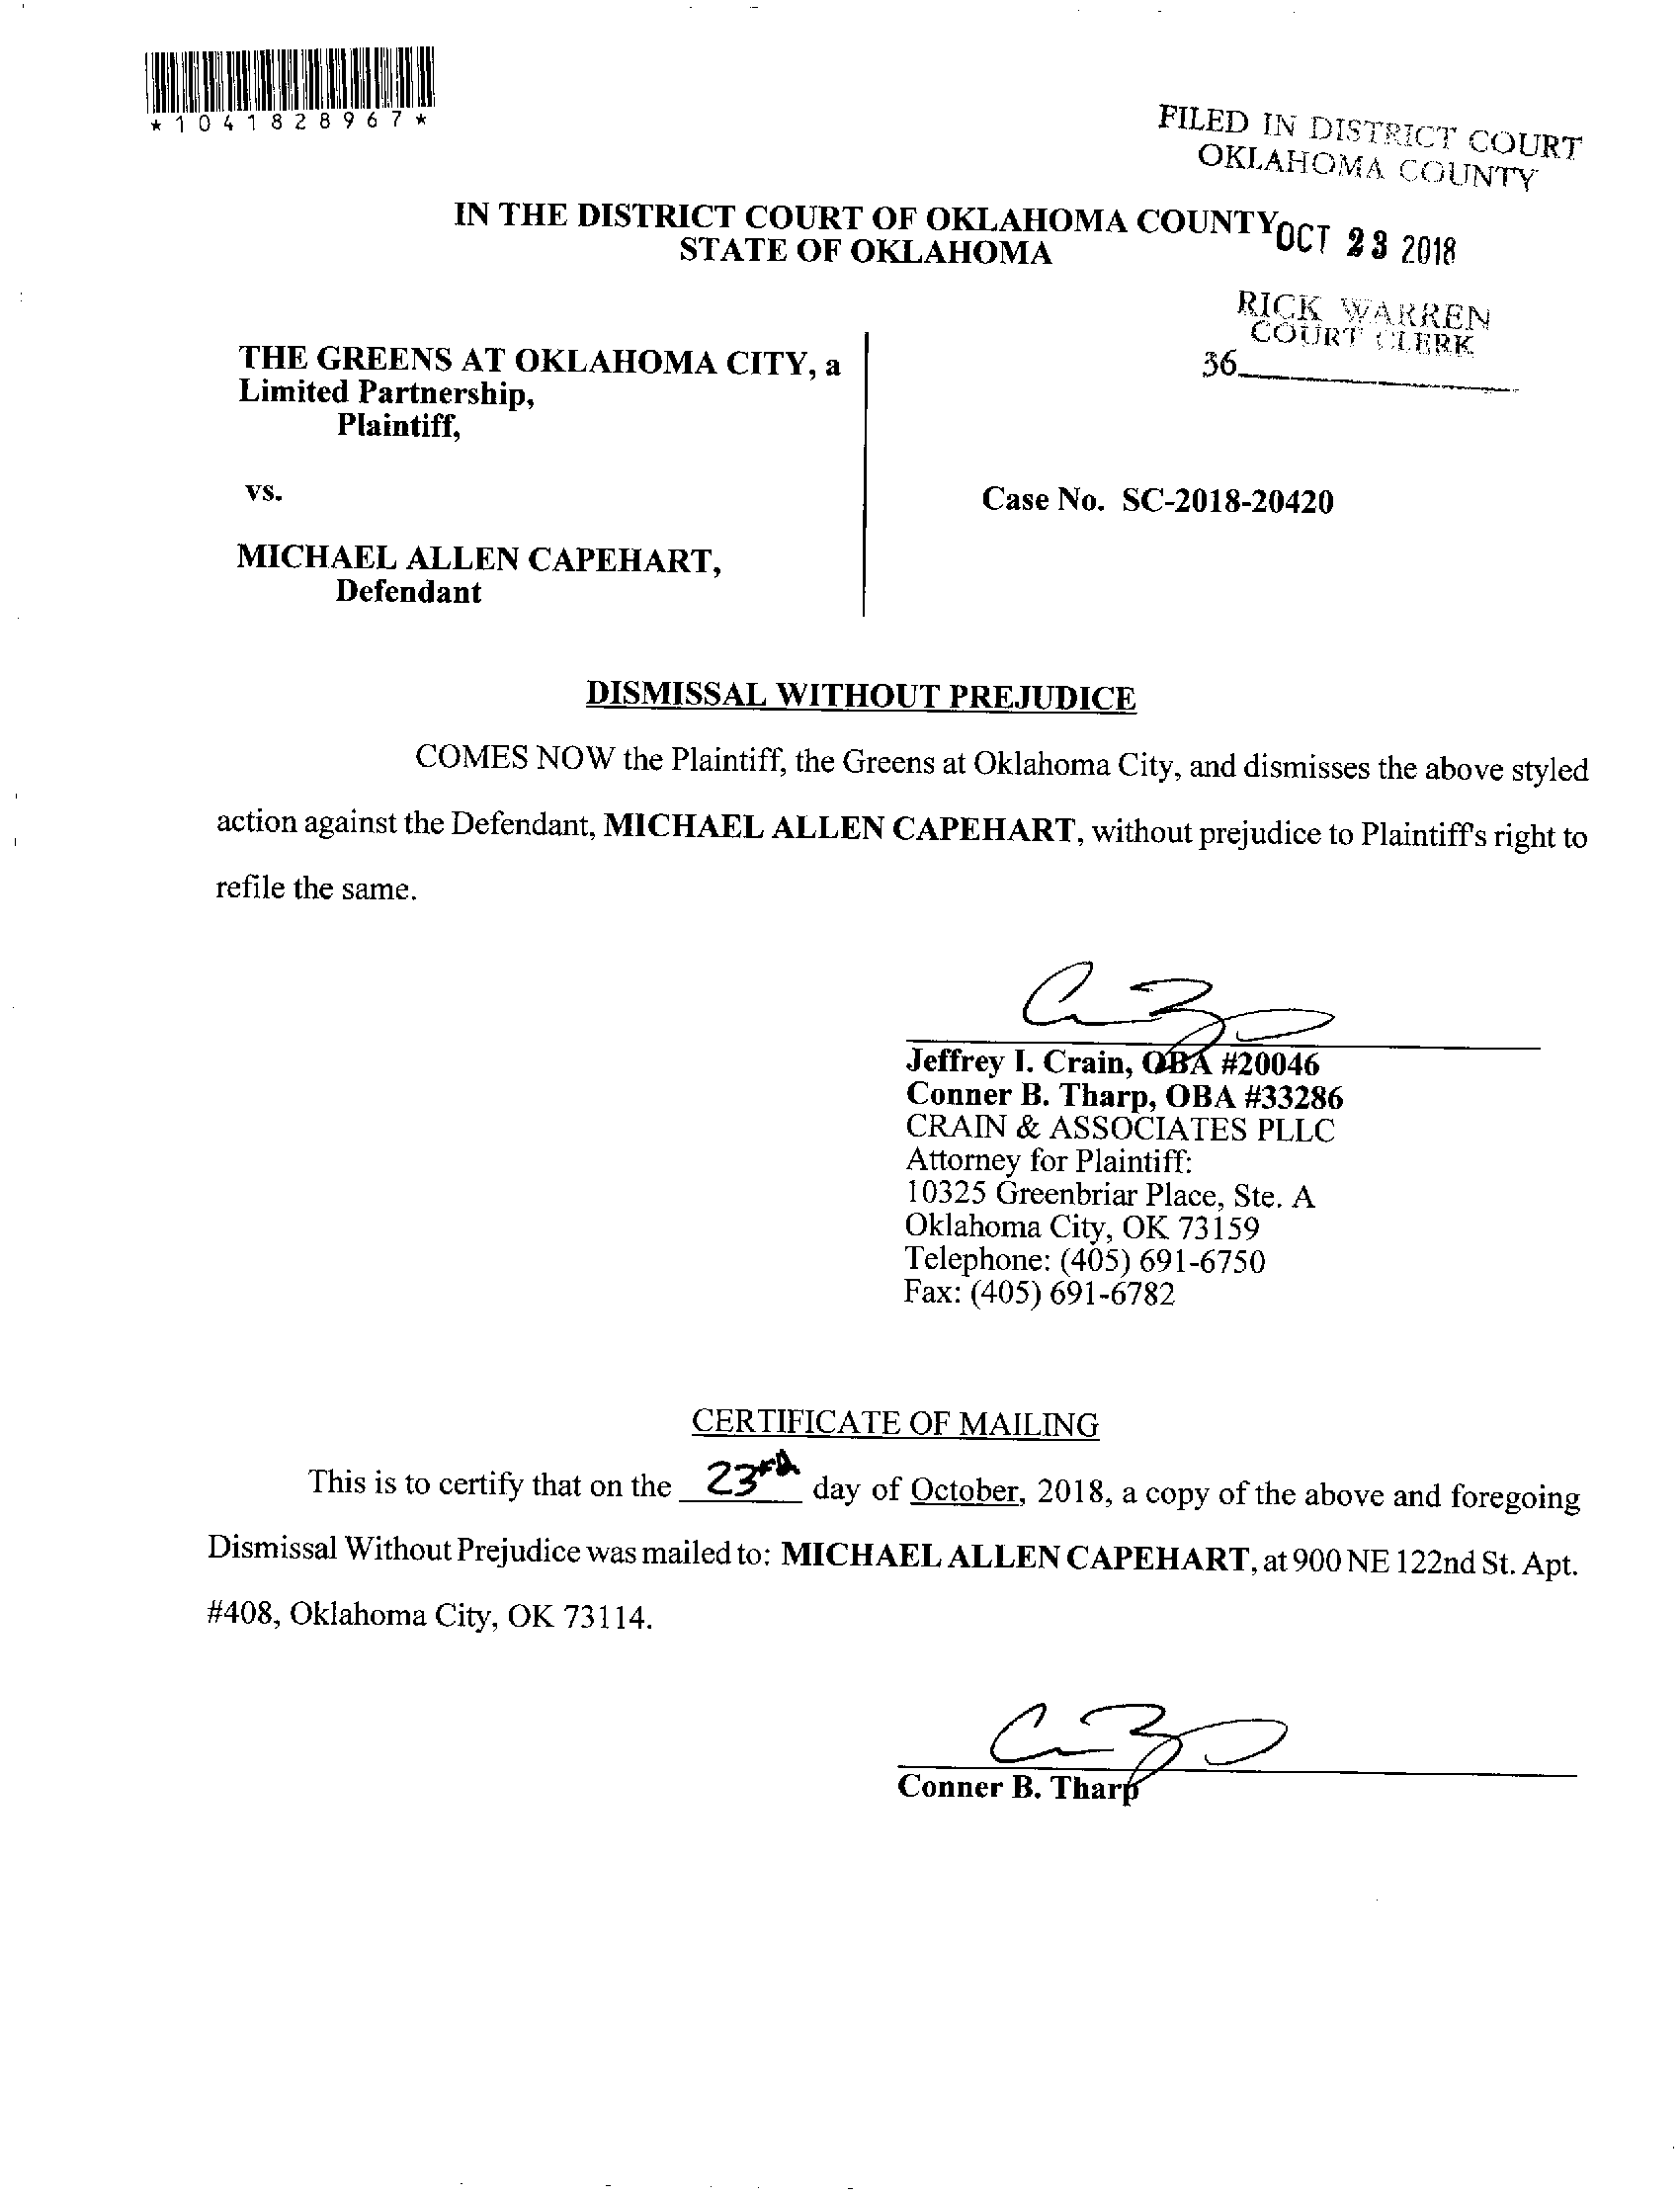 *1041828967*
FILED IN DISTRICT COURT
OKLAHOMA COUNTY
IN THE DISTRICT COURT OF OKLAHOMA COUNTY
STATE OF OKLAHOMA
OCT 23 2018
RICK WARREN
COURT CLERK
36
THE GREENS AT OKLAHOMA CITY, a
Limited Partnership,
Plaintiff,
vs.
Case No. SC-2018-20420
MICHAEL ALLEN CAPEHART,
Defendant
DISMISSAL WITHOUT PREJUDICE
COMES NOW the Plaintiff, the Greens at Oklahoma City, and dismisses the above styled
action against the Defendant, MICHAEL ALLEN CAPEHART, without prejudice to Plaintiff's right to
refile the same.
Jeffrey I. Crain, OBA #20046
Conner B. Tharp, OBA #33286
CRAIN & ASSOCIATES PLLC
Attorney for Plaintiff:
10325 Greenbriar Place, Ste. A
Oklahoma City, OK 73159
Telephone: (405) 691-6750
Fax: (405) 691-6782
CERTIFICATE OF MAILING
This is to certify that on the 23rd day of October, 2018, a copy of the above and foregoing
Dismissal Without Prejudice was mailed to: MICHAEL ALLEN CAPEHART, at 900 NE 122nd St. Apt.
#408, Oklahoma City, OK 73114.
Conner B. Tharp